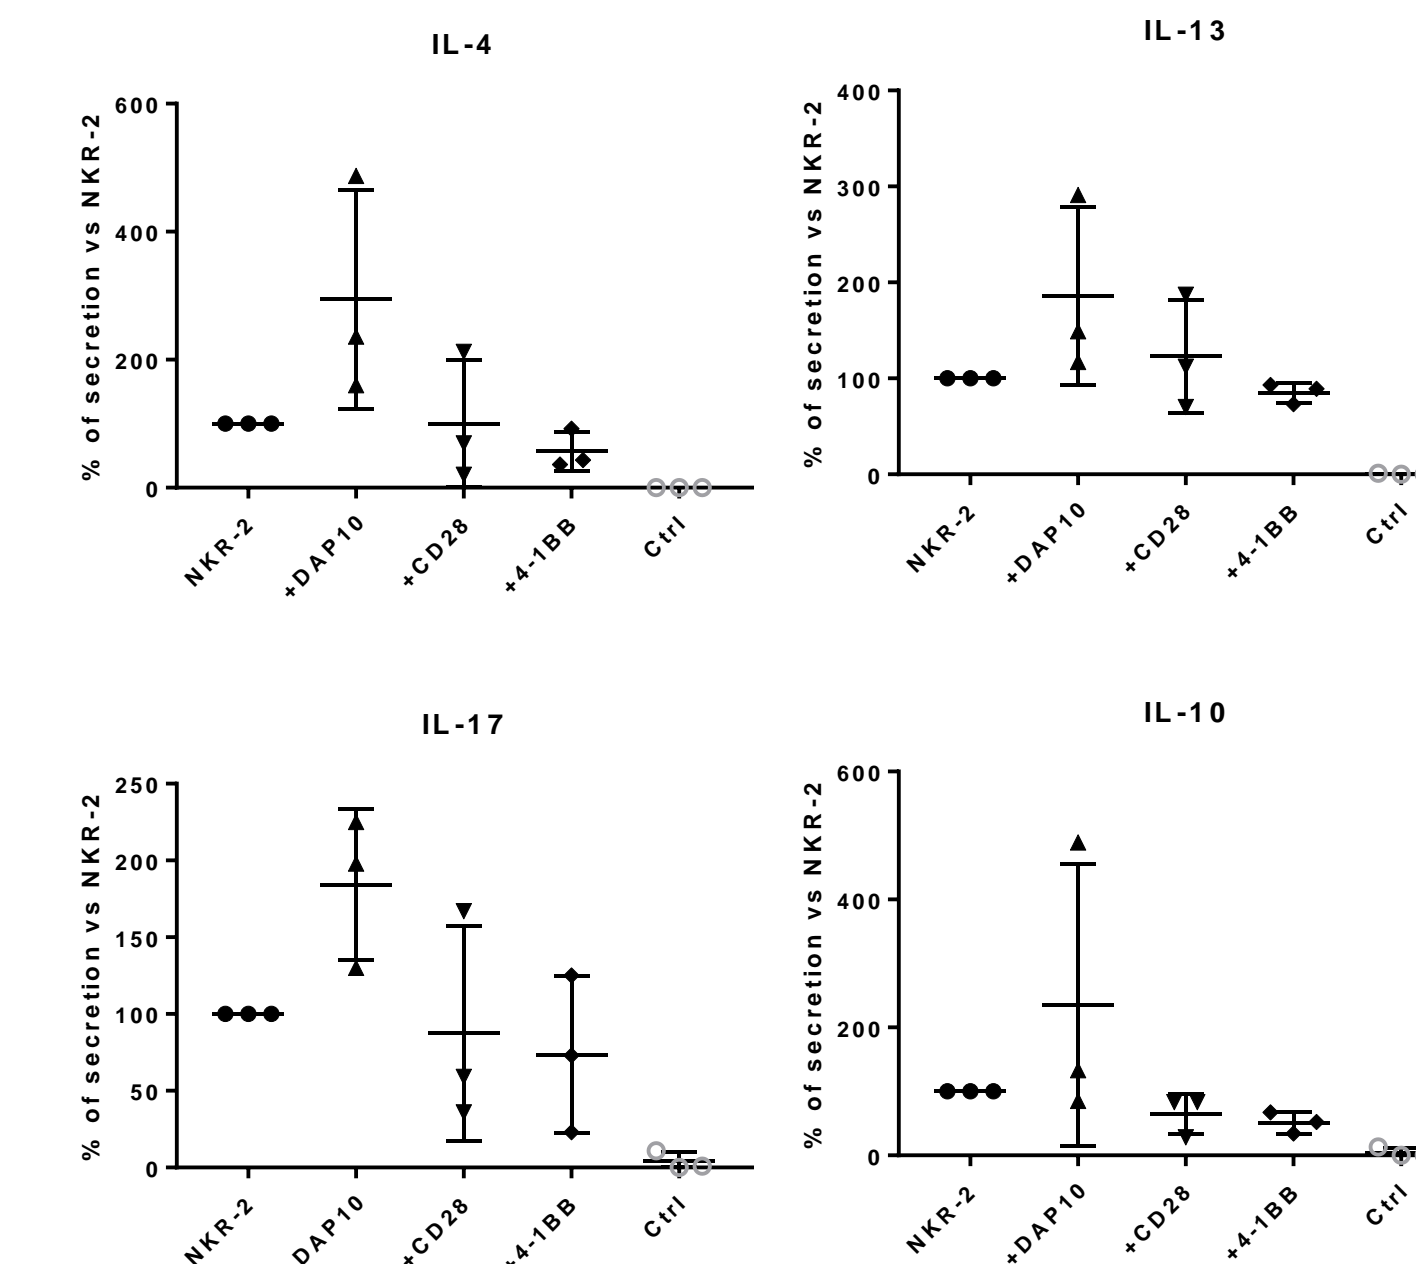 IL-4
% of secretion vs NKR-2
600
400
200
0
NKR-2
+DAP10
+CD28
+4-1BB
Ctrl
IL-13
% of secretion vs NKR-2
400
300
200
100
0
NKR-2
+DAP10
+CD28
+4-1BB
Ctrl
IL-17
% of secretion vs NKR-2
250
200
150
100
50
0
NKR-2
DAP10
+CD28
+4-1BB
Ctrl
IL-10
% of secretion vs NKR-2
600
400
200
0
NKR-2
+DAP10
+CD28
+4-1BB
Ctrl